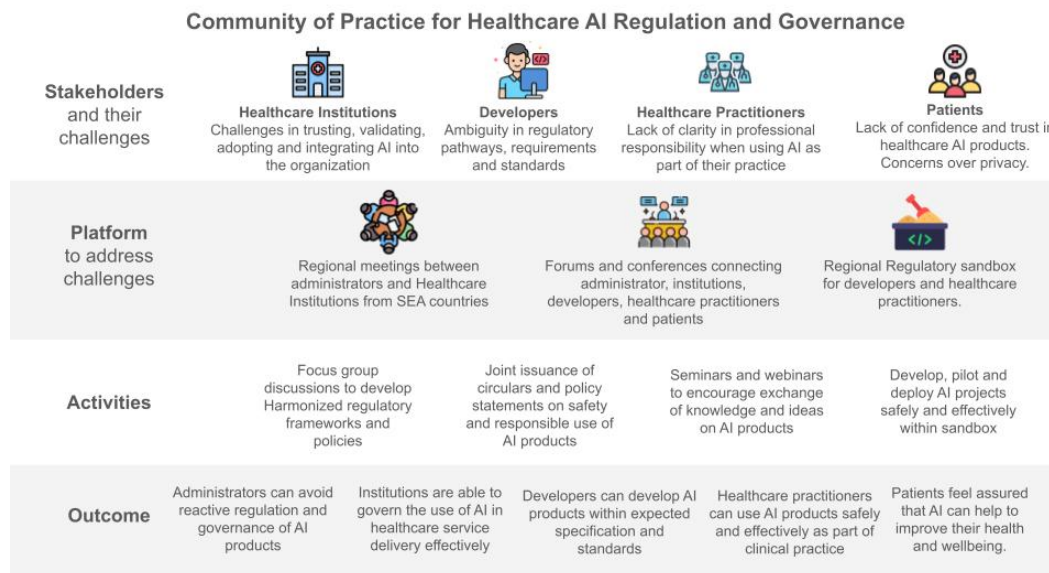 Community of Practice for Healthcare AI Regulation and Governance
Stakeholders
and their
challenges
Healthcare Institutions
Challenges in trusting, validating,
adopting and integrating AI into
the organization
Developers
Ambiguity in regulatory
pathways, requirements
and standards
Healthcare Practitioners
Lack of clarity in professional
responsibility when using AI as
part of their practice
Patients
Lack of confidence and trust in
healthcare AI products.
Concerns over privacy.
Platform
to address
challenges
Regional meetings between
administrators and Healthcare
Institutions from SEA countries
Forums and conferences connecting
administrator, institutions,
developers, healthcare practitioners
and patients
</>
Regional Regulatory sandbox
for developers and healthcare
practitioners.
Activities
Focus group
discussions to develop
Harmonized regulatory
frameworks and
policies
Joint issuance of
circulars and policy
statements on safety
and responsible use of
AI products
Seminars and webinars
to encourage exchange
of knowledge and ideas
on AI products
Develop, pilot and
deploy AI projects
safely and effectively
within sandbox
Outcome
Administrators can avoid
reactive regulation and
governance of AI
products
Institutions are able to
govern the use of AI in
healthcare service
delivery effectively
Developers can develop AI
products within expected
specification and
standards
Healthcare practitioners
can use AI products safely
and effectively as part of
clinical practice
Patients feel assured
that AI can help to
improve their health
and wellbeing.